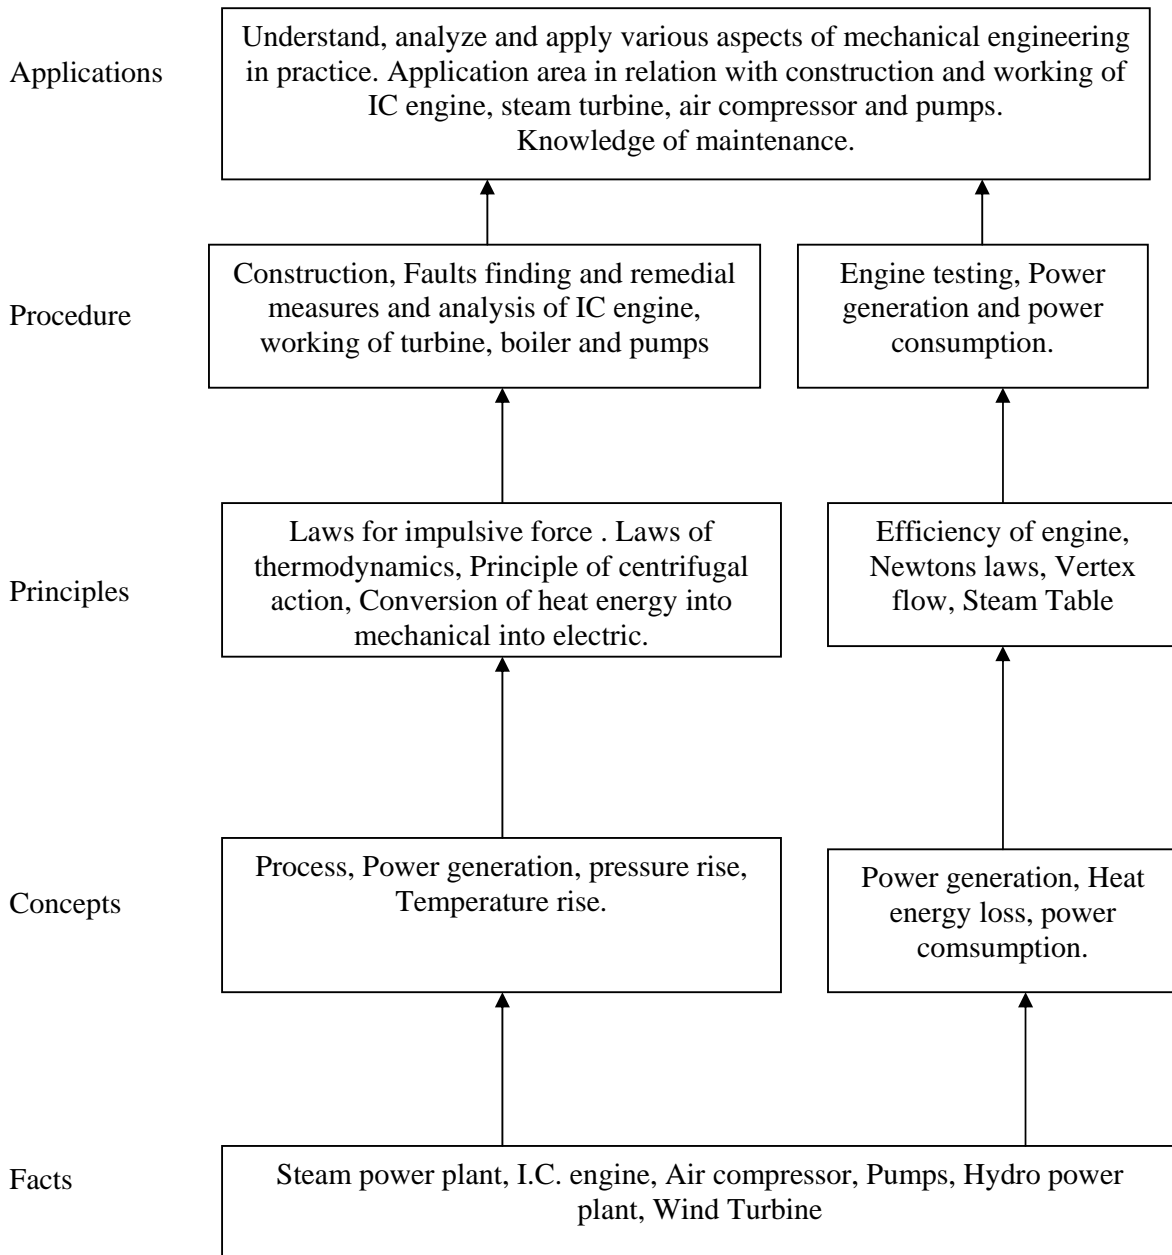 Applications
Understand, analyze and apply various aspects of mechanical engineering
in practice. Application area in relation with construction and working of
IC engine, steam turbine, air compressor and pumps.
Knowledge of maintenance.
Procedure
Construction, Faults finding and remedial
measures and analysis of IC engine,
working of turbine, boiler and pumps
Engine testing, Power
generation and power
consumption.
Principles
Laws for impulsive force . Laws of
thermodynamics, Principle of centrifugal
action, Conversion of heat energy into
mechanical into electric.
Efficiency of engine,
Newtons laws, Vertex
flow, Steam Table
Concepts
Process, Power generation, pressure rise,
Temperature rise.
Power generation, Heat
energy loss, power
comsumption.
Facts
Steam power plant, I.C. engine, Air compressor, Pumps, Hydro power
plant, Wind Turbine